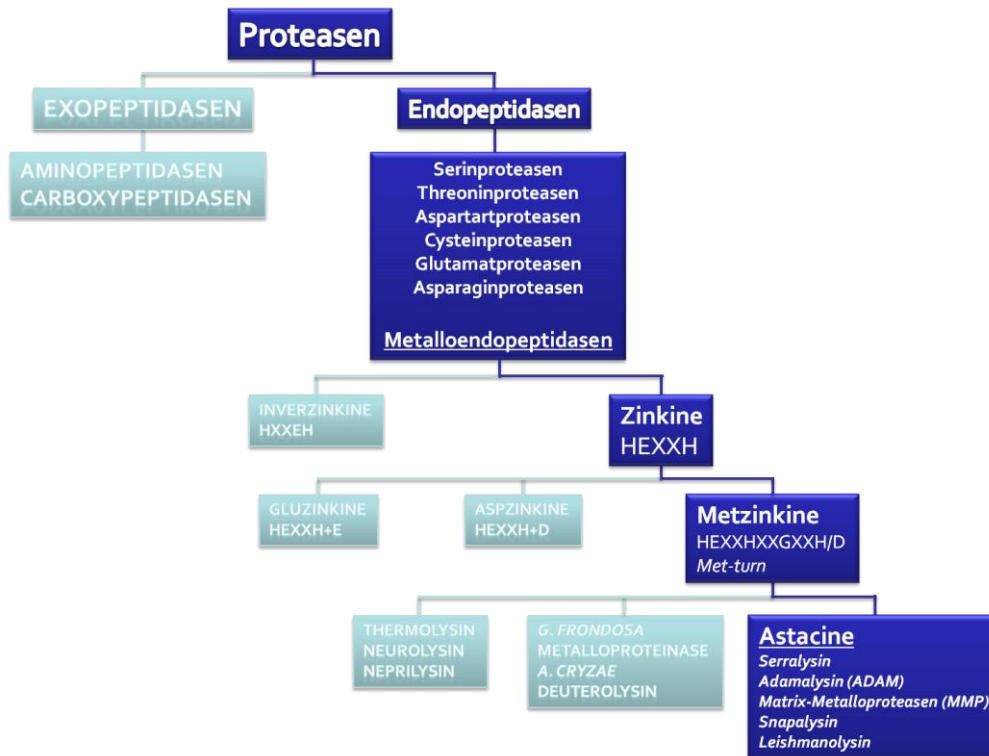 Proteasen
EXOPEPTIDASEN
Endopeptidasen
AMINOPEPTIDASEN
CARBOXYPEPTIDASEN
Serinproteasen
Threoninproteasen
Aspartartproteasen
Cysteinproteasen
Glutamatproteasen
Asparaginproteasen
Metalloendopeptidasen
INVERZINKINE
HXXEH
Zinkine
HEXXH
GLUZINKINE
HEXXH+E
ASPZINKINE
HEXXH+D
Metzinkine
HEXXHXXGXXH/D
Met-turn
THERMOLYSIN
NEUROLYSIN
NEPRILYSIN
G. FRONDOSA
METALLOPROTEINASE
A. CRYZAE
DEUTEROLYSIN
Astacine
Serralysin
Adamalysin (ADAM)
Matrix-Metalloproteasen (MMP)
Snapalysin
Leishmanolysin